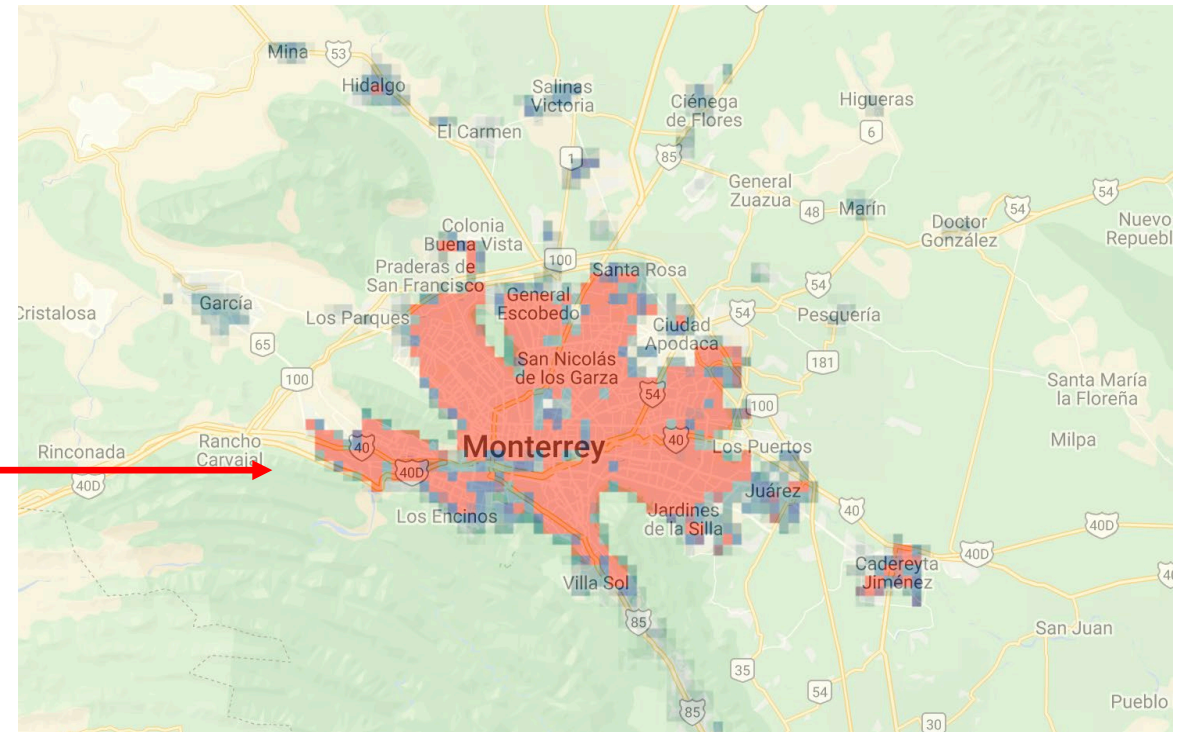 Mina
53
Hidalgo
Salinas
Victoria
Ciénega
de Flores
Higueras
El Carmen
6
1
85
General
Zuazua
48
Marín
54
54
Doctor
González
Nuevo
Repuebl
Colonia
Buena Vista
100
Praderas de
San Francisco
Santa Rosa
54
García
General
Escobedo
Cristalosa
Los Parques
Ciudad
Apodaca
54
Pesquería
65
San Nicolás
de los Garza
181
100
54
Santa María
la Floreña
100
Rinconada
Rancho
Carvajal
40
Monterrey
40
Los Puertos
Milpa
40D
40D
Juárez
Los Encinos
Jardines
de la Silla
40
40D
40D
Villa Sol
Cadereyta
Jiménez
85
San Juan
35
54
Pueblo
85
30